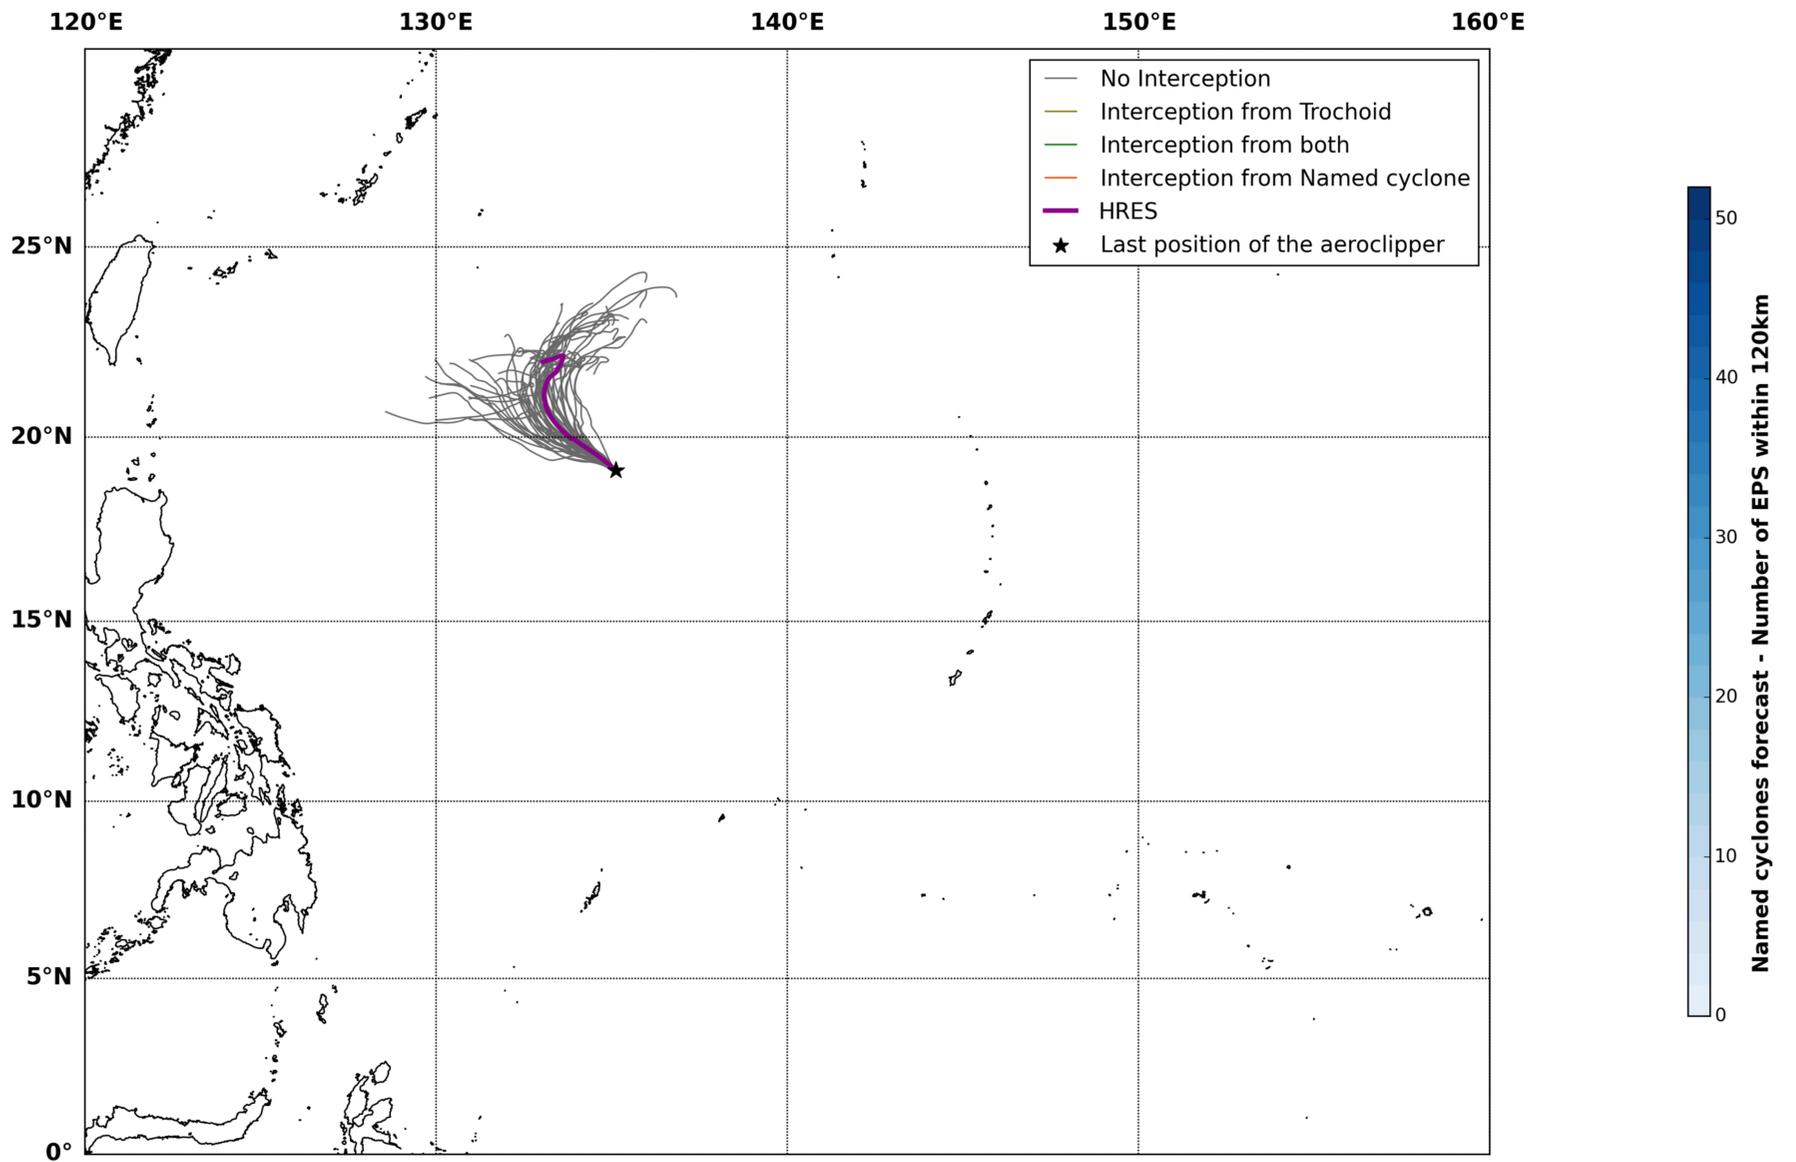 120°E 130°E 140°E 150°E 160°E
No Interception
Interception from Trochoid
Interception from both
Interception from Named cyclone
HRES
Last position of the aeroclipper
25°N
20°N
15°N
10°N
5°N
0°
50
40
30
20
10
0
Named cyclones forecast - Number of EPS within 120km